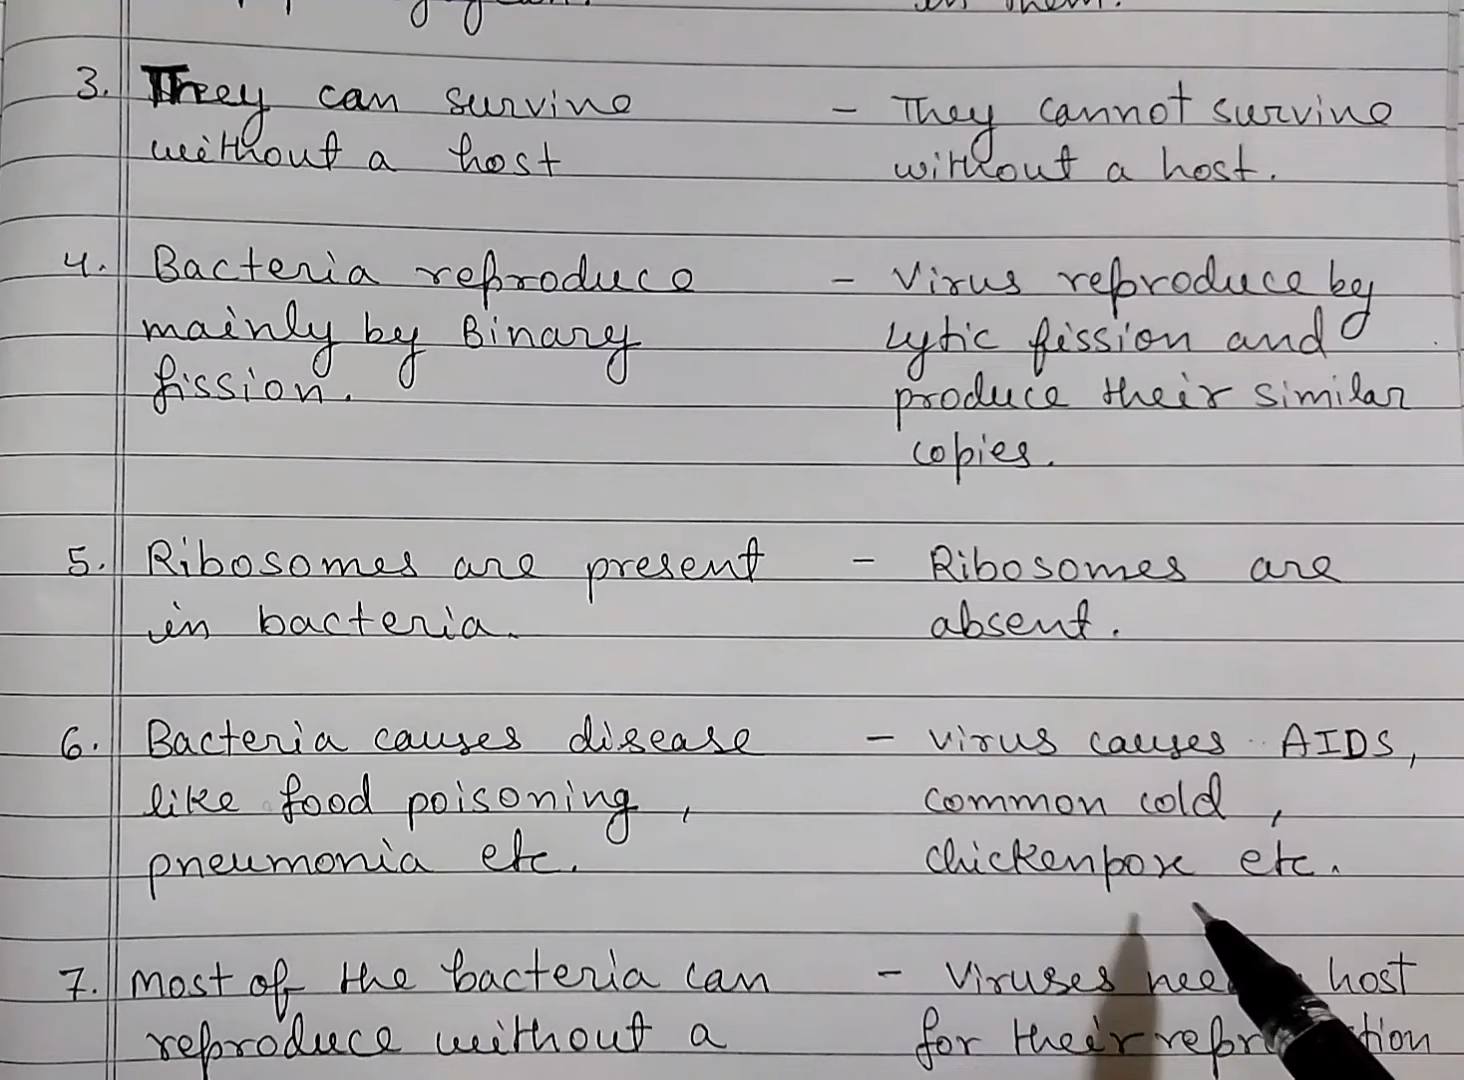 in them.
3. They can survive - They cannot survive
without a host without a host.
4. Bacteria reproduce - Virus reproduce by
mainly by Binary lytic fission and
fission. produce their similar
copies.
5. Ribosomes are present - Ribosomes are
in bacteria. absent.
6. Bacteria causes disease - virus causes AIDS,
like food poisoning, common cold,
pneumonia etc. chickenpox etc.
7. Most of the bacteria can - Viruses host
reproduce without a for their